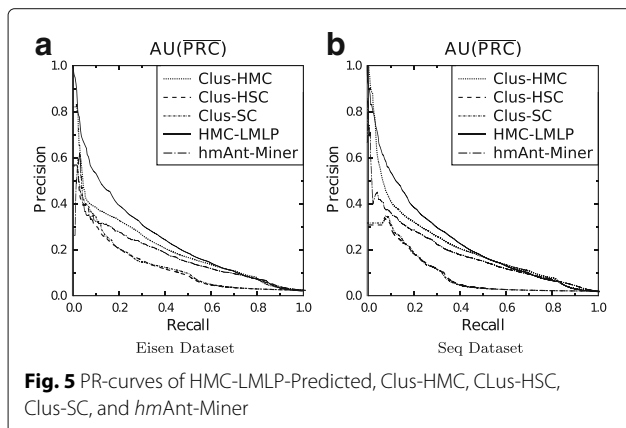 a
AU(PRC)
Clus-HMC
Clus-HSC
Clus-SC
HMC-LMLP
hmAnt-Miner
1.0
0.8
0.6
0.4
0.2
0.0
Precision
0.0 0.2 0.4 0.6 0.8 1.0
Recall
Eisen Dataset
b
AU(PRC)
Clus-HMC
Clus-HSC
Clus-SC
HMC-LMLP
hmAnt-Miner
1.0
0.8
0.6
0.4
0.2
0.0
Precision
0.0 0.2 0.4 0.6 0.8 1.0
Recall
Seq Dataset
Fig. 5 PR-curves of HMC-LMLP-Predicted, Clus-HMC, CLus-HSC,
Clus-SC, and hmAnt-Miner